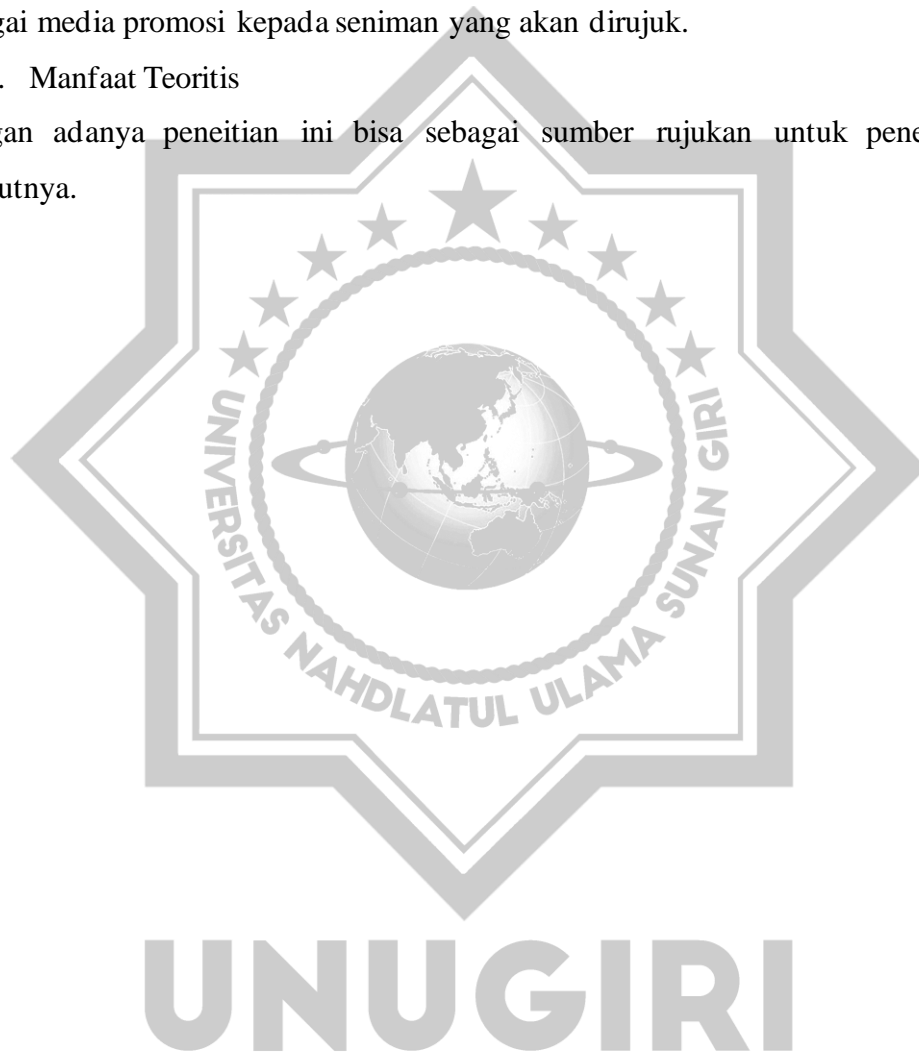 gai media promosi kepada seniman yang akan dirujuk.
. Manfaat Teoritis
gan adanya peneitian ini bisa sebagai sumber rujukan untuk pene
utnya.
UNIVERSITAS NAHDLATUL ULAMA SUNAN GIRI
UNUGIRI